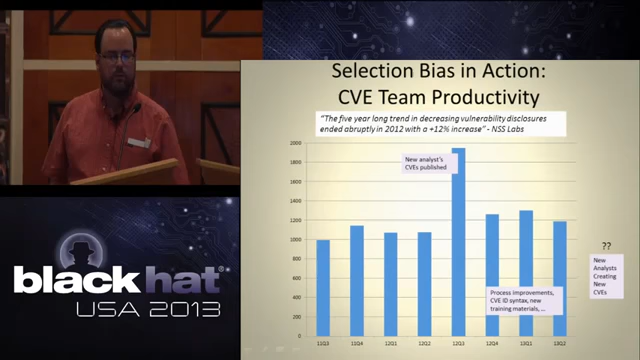 Selection Bias in Action:
CVE Team Productivity
"The five year long trend in decreasing vulnerability disclosures
ended abruptly in 2012 with a +12% increase" - NSS Labs
2000
1800
1600
1400
1200
1000
800
600
400
200
0
New analyst's
CVEs published
Process improvements,
CVE ID syntax, new
training materials, ...
??
New
Analysts
Creating
New
CVEs
11Q3 11Q4 12Q1 12Q2 12Q3 12Q4 13Q1 13Q2
black hat
USA 2013